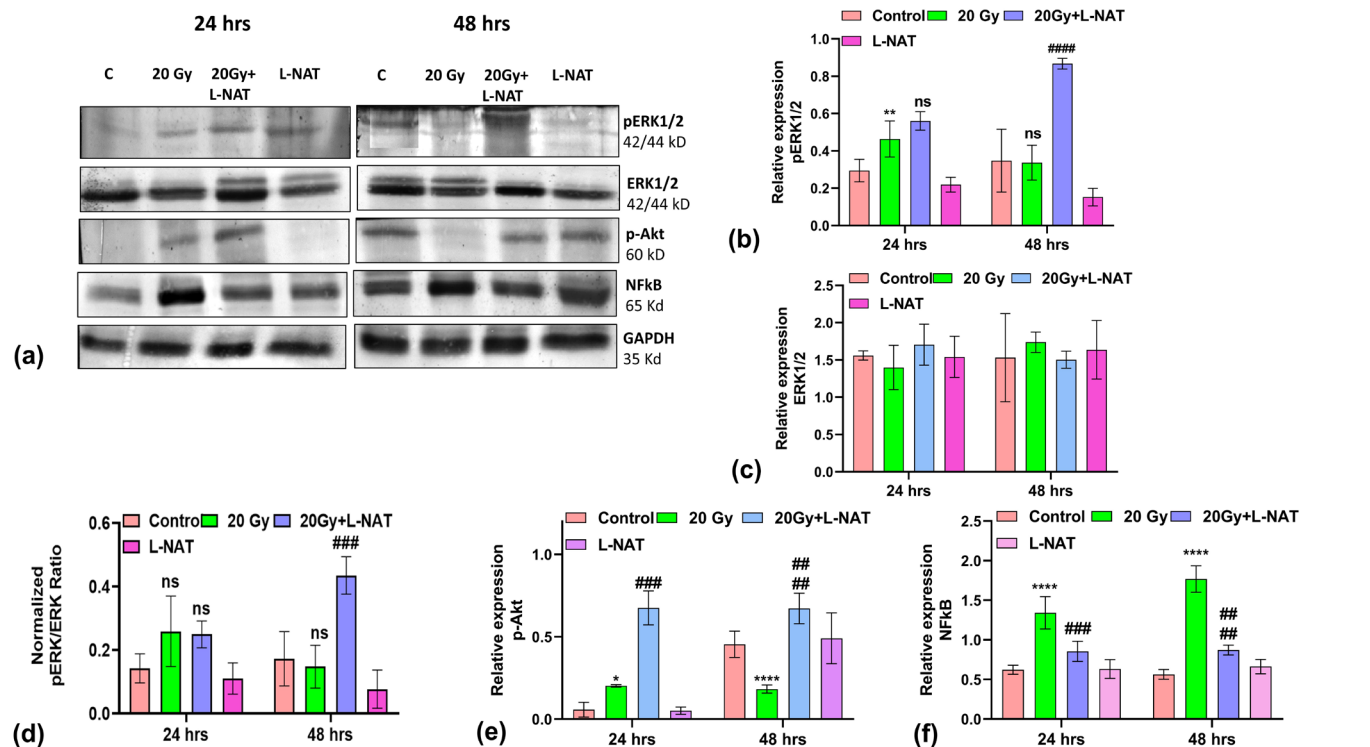 24 hrs
48 hrs
C 20 Gy 20Gy+ L-NAT
L-NAT
C 20 Gy 20Gy+ L-NAT
L-NAT
pERK1/2
42/44 kD
ERK1/2
42/44 kD
p-Akt
60 kD
NFkB
65 Kd
GAPDH
35 Kd
(a)
Control 20 Gy 20Gy+L-NAT
L-NAT
Relative expression
pERK1/2
1.0
0.8
0.6
0.4
0.2
0.0
**
ns
ns
####
24 hrs 48 hrs
(b)
Control 20 Gy 20Gy+L-NAT
L-NAT
Relative expression
ERK1/2
2.5
2.0
1.5
1.0
0.5
0.0
24 hrs 48 hrs
(c)
Control 20 Gy 20Gy+L-NAT
L-NAT
Normalized
pERK/ERK Ratio
0.6
0.4
0.2
0.0
ns
ns
ns
###
24 hrs 48 hrs
(d)
Control 20 Gy 20Gy+L-NAT
L-NAT
Relative expression
p-Akt
1.0
0.5
0.0
*
###
****
##
##
24 hrs 48 hrs
(e)
Control 20 Gy 20Gy+L-NAT
L-NAT
Relative expression
NFkB
2.5
2.0
1.5
1.0
0.5
0.0
****
###
****
##
##
24 hrs 48 hrs
(f)